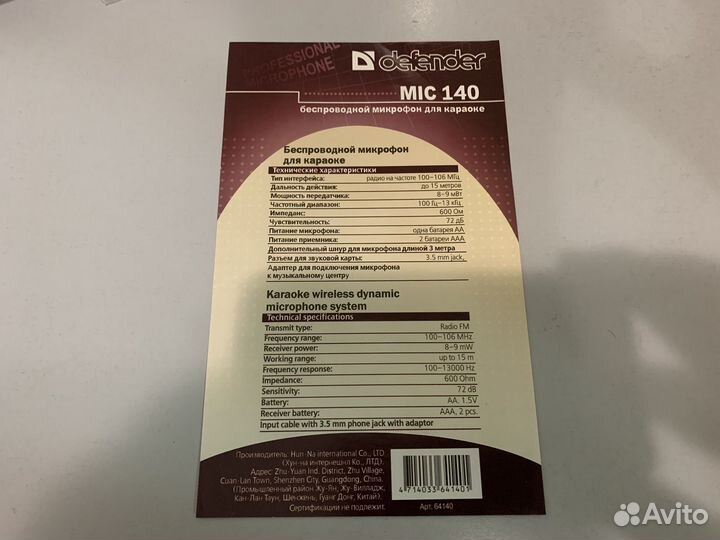 PROFESSIONAL
MICROPHONE
defender
MIC 140
беспроводной микрофон для караоке
Беспроводной микрофон
для караоке
Технические характеристики
Тип интерфейса: радио на частоте 100–106 МГц
Дальность действия: до 15 метров
Мощность передатчика: 8–9 мВт
Частотный диапазон: 100 Гц–13 кГц
Импеданс: 600 Ом
Чувствительность: 72 дБ
Питание микрофона: одна батарея АА
Питание приемника: 2 батареи ААА
Дополнительный шнур для микрофона длиной 3 метра
Разъем для звуковой карты: 3.5 mm jack,
Адаптер для подключения микрофона
к музыкальному центру
Karaoke wireless dynamic
microphone system
Technical specifications
Transmit type: Radio FM
Frequency range: 100–106 MHz
Receiver power: 8–9 mW
Working range: up to 15 m
Frequency response: 100–13000 Hz
Impedance: 600 Ohm
Sensitivity: 72 dB
Battery: AA. 1.5V
Receiver battery: AAA, 2 pcs.
Input cable with 3.5 mm phone jack with adaptor
Производитель: Hun-Na international Co., LTD
(Хун-на интернешнл Ко., ЛТД).
Адрес: Zhu-Yuan Ind. District, Zhu Village,
Cuan-Lan Town, Shenzhen City, Guangdong, China.
(Промышленный район Жу-Ян, Жу-Вилладж,
Кан-Лан Таун, Шенжень, Гуанг Донг, Китай).
Сертификации не подлежит.
4 714033 641401
Арт. 64140
Avito